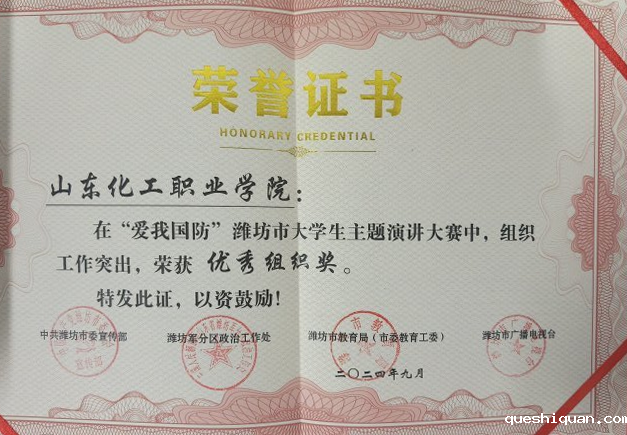 荣誉证书
HONORARY CREDENTIAL
山东化工职业学院：
在“爱我国防”潍坊市大学生主题演讲大赛中，组织
工作突出，荣获 优秀组织奖。
特发此证，以资鼓励！
中共潍坊市委宣传部 潍坊军分区政治工作处 潍坊市教育局（市委教育工委） 潍坊市广播电视台
二〇二四年九月
queshiquan.com